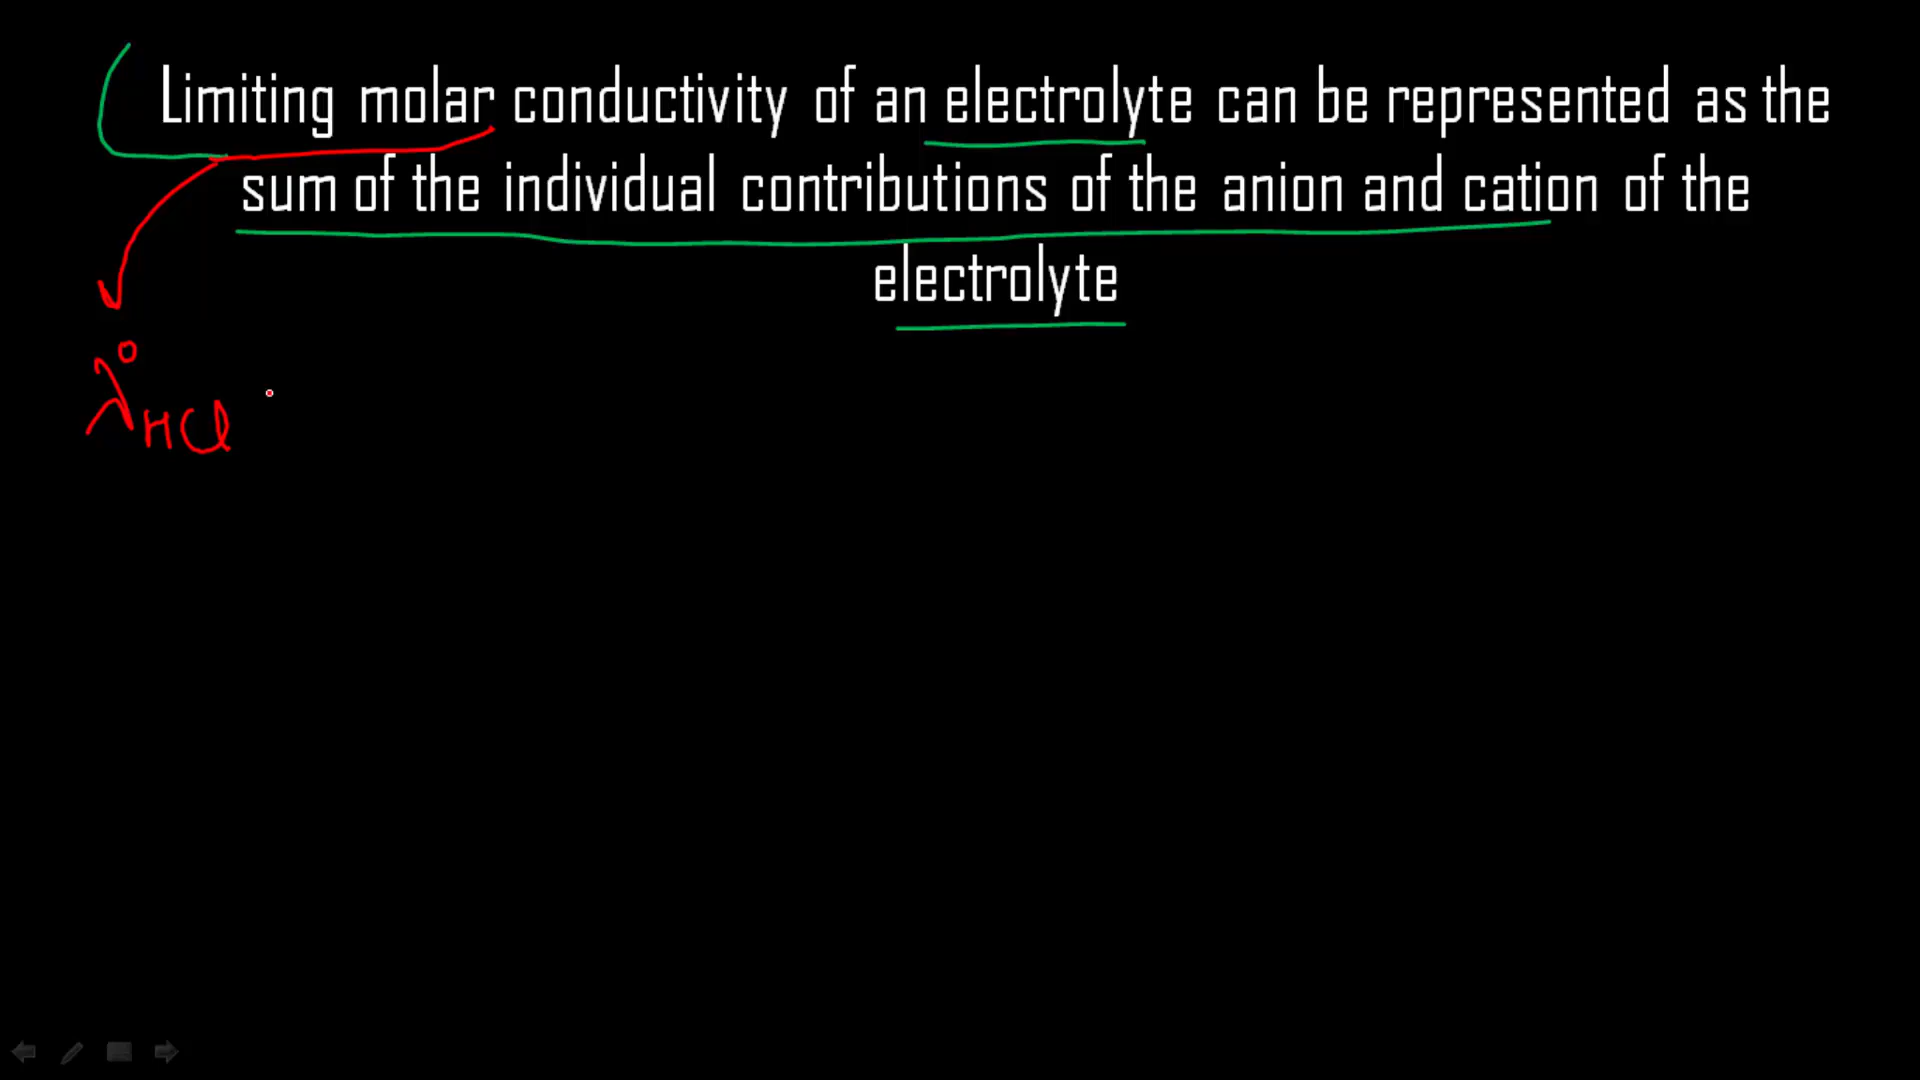 Limiting molar conductivity of an electrolyte can be represented as the
sum of the individual contributions of the anion and cation of the
electrolyte
λ°HCl